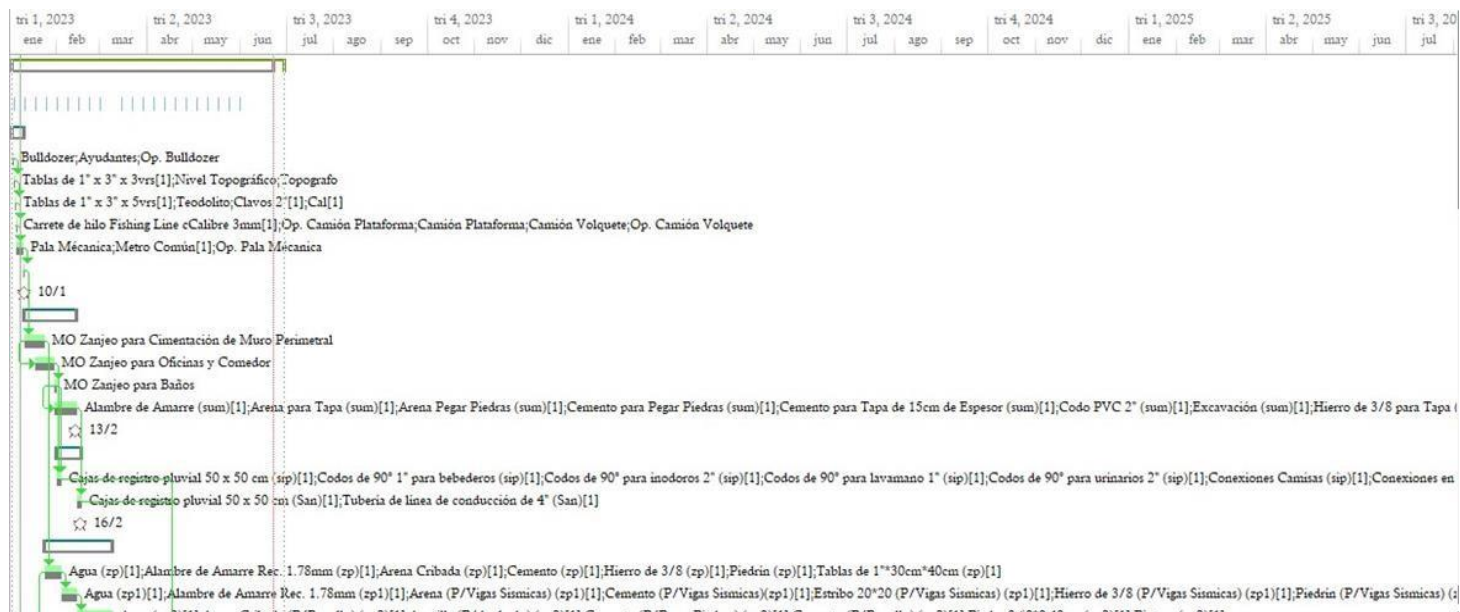 tri 1, 2023 tri 2, 2023 tri 3, 2023 tri 4, 2023 tri 1, 2024 tri 2, 2024 tri 3, 2024 tri 4, 2024 tri 1, 2025 tri 2, 2025 tri 3, 20
ene feb mar abr may jun jul ago sep oct nov dic ene feb mar abr may jun jul ago sep oct nov dic ene feb mar abr may jun jul
Bulldozer;Ayudantes;Op. Bulldozer
Tablas de 1" x 3" x 3vrs[1];Nivel Topográfico;Topografo
Tablas de 1" x 3" x 5vrs[1];Teodolito;Clavos 2"[1];Cal[1]
Carrete de hilo Fishing Line cCalibre 3mm[1];Op. Camión Plataforma;Camión Plataforma;Camión Volquete;Op. Camión Volquete
Pala Mécanica;Metro Común[1];Op. Pala Mécanica
10/1
MO Zanjeo para Cimentación de Muro Perimetral
MO Zanjeo para Oficinas y Comedor
MO Zanjeo para Baños
Alambre de Amarre (sum)[1];Arena para Tapa (sum)[1];Arena Pegar Piedras (sum)[1];Cemento para Pegar Piedras (sum)[1];Cemento para Tapa de 15cm de Espesor (sum)[1];Codo PVC 2" (sum)[1];Excavación (sum)[1];Hierro de 3/8 para Tapa (
13/2
Cajas de registro pluvial 50 x 50 cm (sip)[1];Codos de 90° 1" para bebederos (sip)[1];Codos de 90° para inodoros 2" (sip)[1];Codos de 90° para lavamano 1" (sip)[1];Codos de 90° para urinarios 2" (sip)[1];Conexiones Camisas (sip)[1];Conexiones en
Cajas de registro pluvial 50 x 50 cm (San)[1];Tubería de línea de conducción de 4" (San)[1]
16/2
Agua (zp)[1];Alambre de Amarre Rec. 1.78mm (zp)[1];Arena Cribada (zp)[1];Cemento (zp)[1];Hierro de 3/8 (zp)[1];Piedrin (zp)[1];Tablas de 1"*30cm*40cm (zp)[1]
Agua (zp1)[1];Alambre de Amarre Rec. 1.78mm (zp1)[1];Arena (P/Vigas Sismicas) (zp1)[1];Cemento (P/Vigas Sismicas)(zp1)[1];Estribo 20*20 (P/Vigas Sismicas) (zp1)[1];Hierro de 3/8 (P/Vigas Sismicas) (zp1)[1];Piedrin (P/Vigas Sismicas) (z